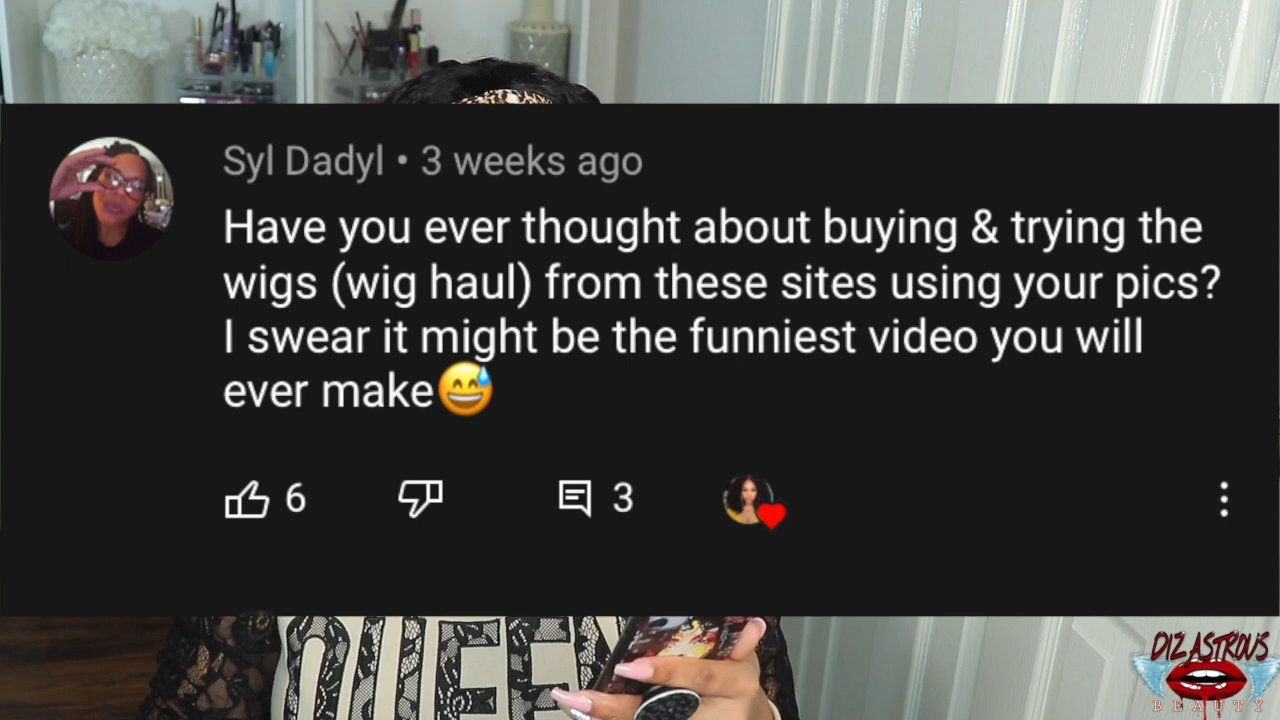 Syl Dadyl • 3 weeks ago
Have you ever thought about buying & trying the
wigs (wig haul) from these sites using your pics?
I swear it might be the funniest video you will
ever make😅
6
3
QUEEN
DIZASTROUS
BEAUTY